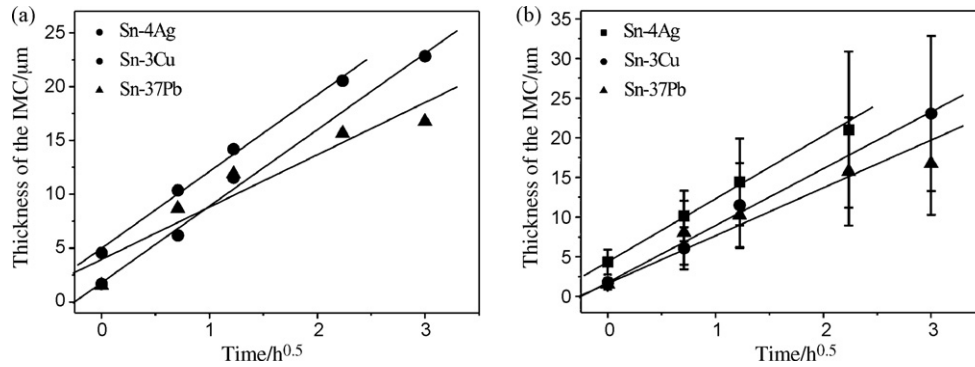 (a)
Thickness of the IMC/μm
25
20
15
10
5
0
Sn-4Ag
Sn-3Cu
Sn-37Pb
0
1
2
3
Time/h0.5
(b)
Thickness of the IMC/μm
35
30
25
20
15
10
5
0
Sn-4Ag
Sn-3Cu
Sn-37Pb
0
1
2
3
Time/h0.5